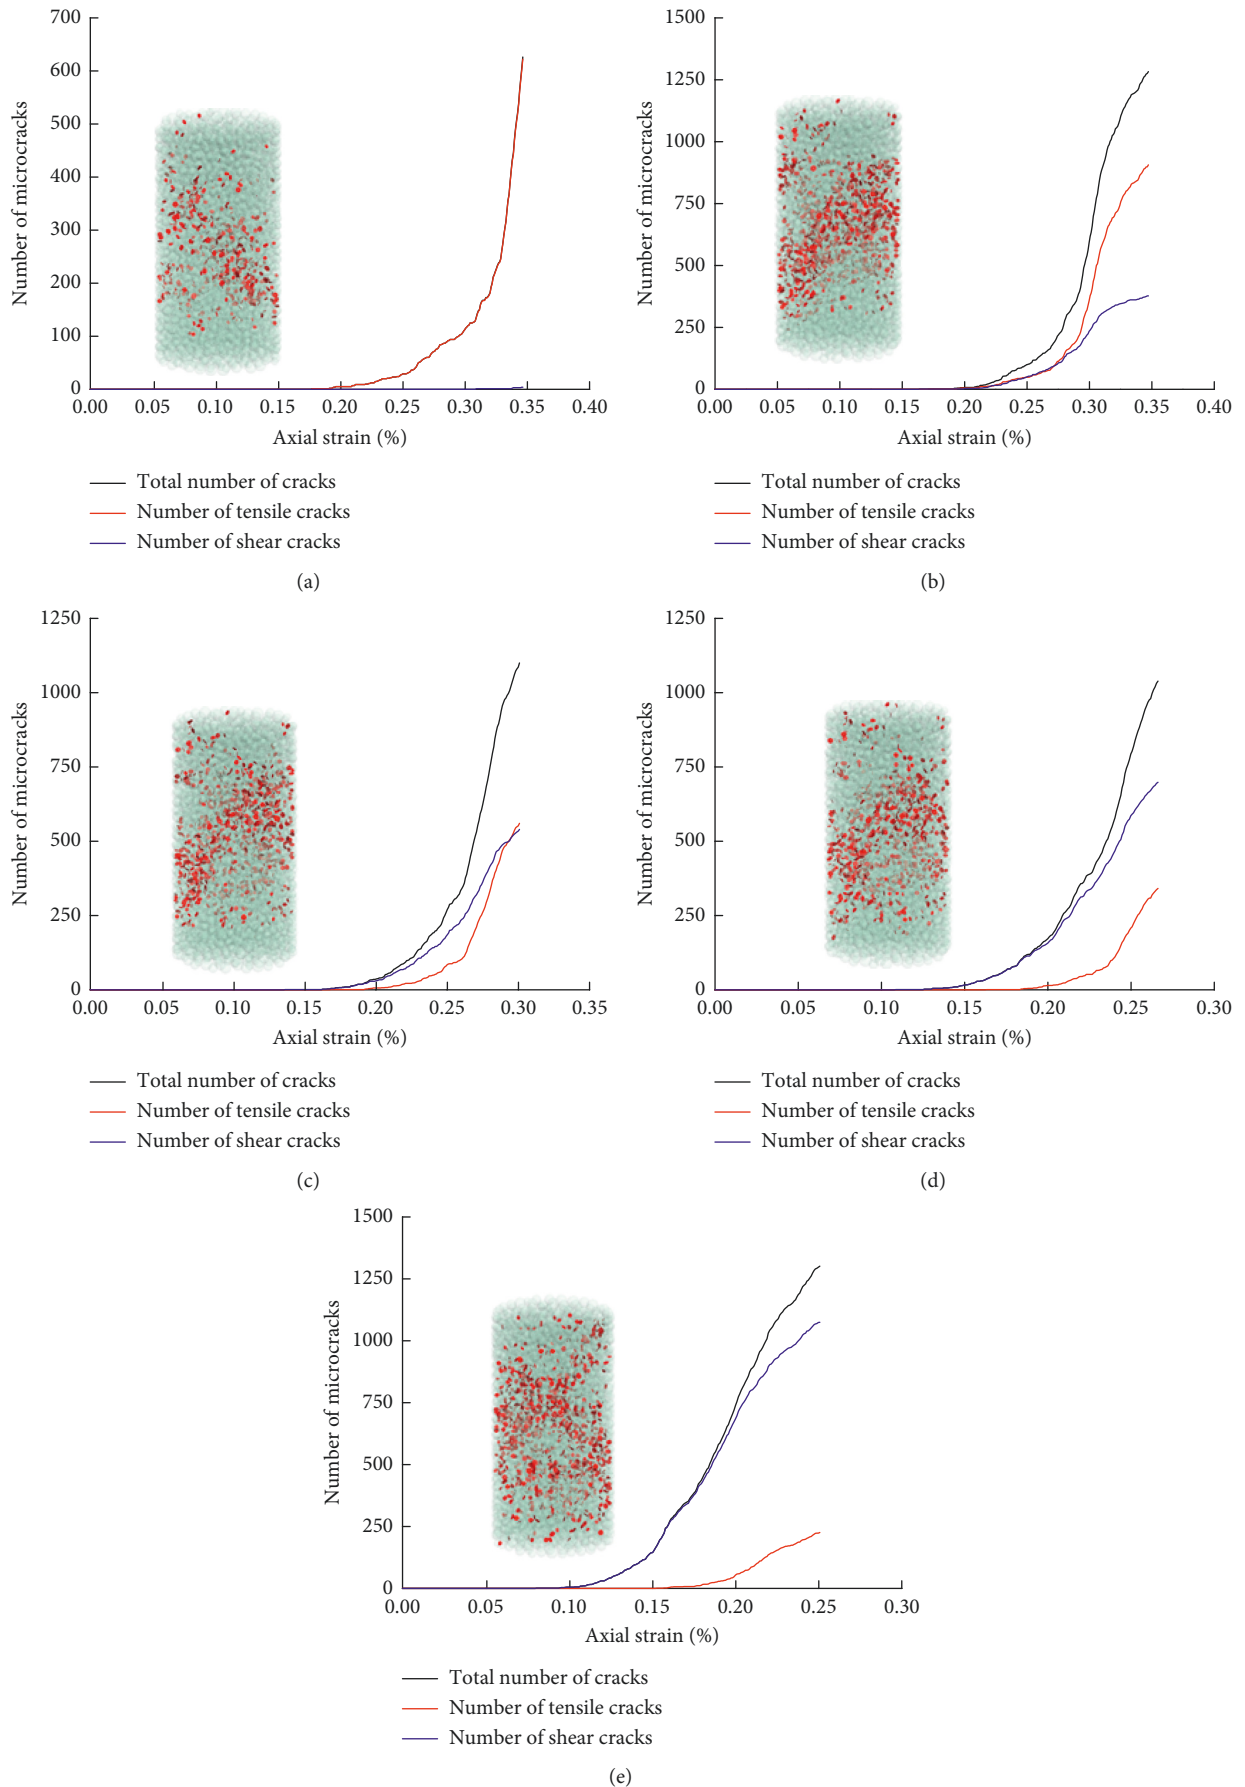 700
600
500
400
300
200
100
0
Number of microcracks
0.00 0.05 0.10 0.15 0.20 0.25 0.30 0.35 0.40
Axial strain (%)
Total number of cracks
Number of tensile cracks
Number of shear cracks
(a)
1500
1250
1000
750
500
250
0
Number of microcracks
0.00 0.05 0.10 0.15 0.20 0.25 0.30 0.35 0.40
Axial strain (%)
Total number of cracks
Number of tensile cracks
Number of shear cracks
(b)
1250
1000
750
500
250
0
Number of microcracks
0.00 0.05 0.10 0.15 0.20 0.25 0.30 0.35
Axial strain (%)
Total number of cracks
Number of tensile cracks
Number of shear cracks
(c)
1250
1000
750
500
250
0
Number of microcracks
0.00 0.05 0.10 0.15 0.20 0.25 0.30
Axial strain (%)
Total number of cracks
Number of tensile cracks
Number of shear cracks
(d)
1500
1250
1000
750
500
250
0
Number of microcracks
0.00 0.05 0.10 0.15 0.20 0.25 0.30
Axial strain (%)
Total number of cracks
Number of tensile cracks
Number of shear cracks
(e)